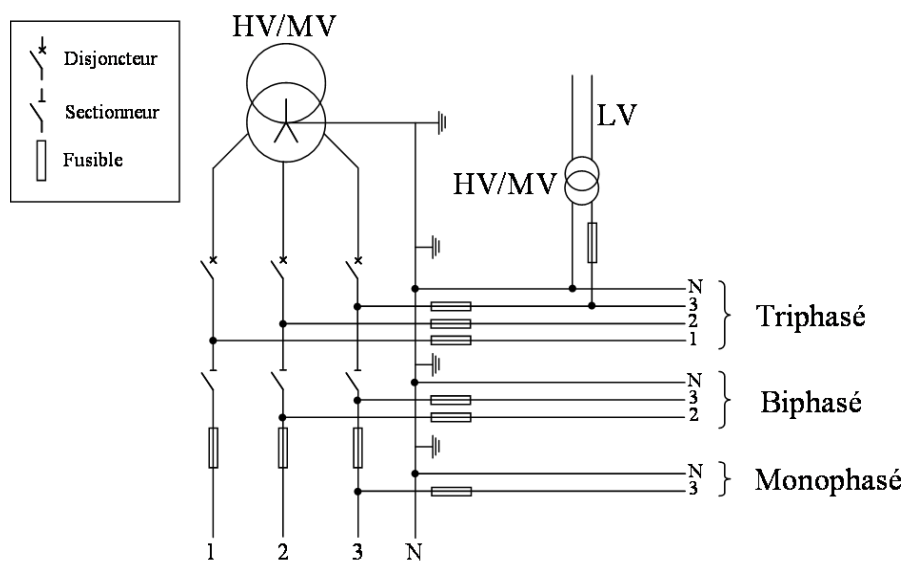 HV/MV
Disjoncteur
Sectionneur
Fusible
LV
HV/MV
N
3
2
1
Triphasé
N
3
2
Biphasé
N
3
Monophasé
1 2 3 N